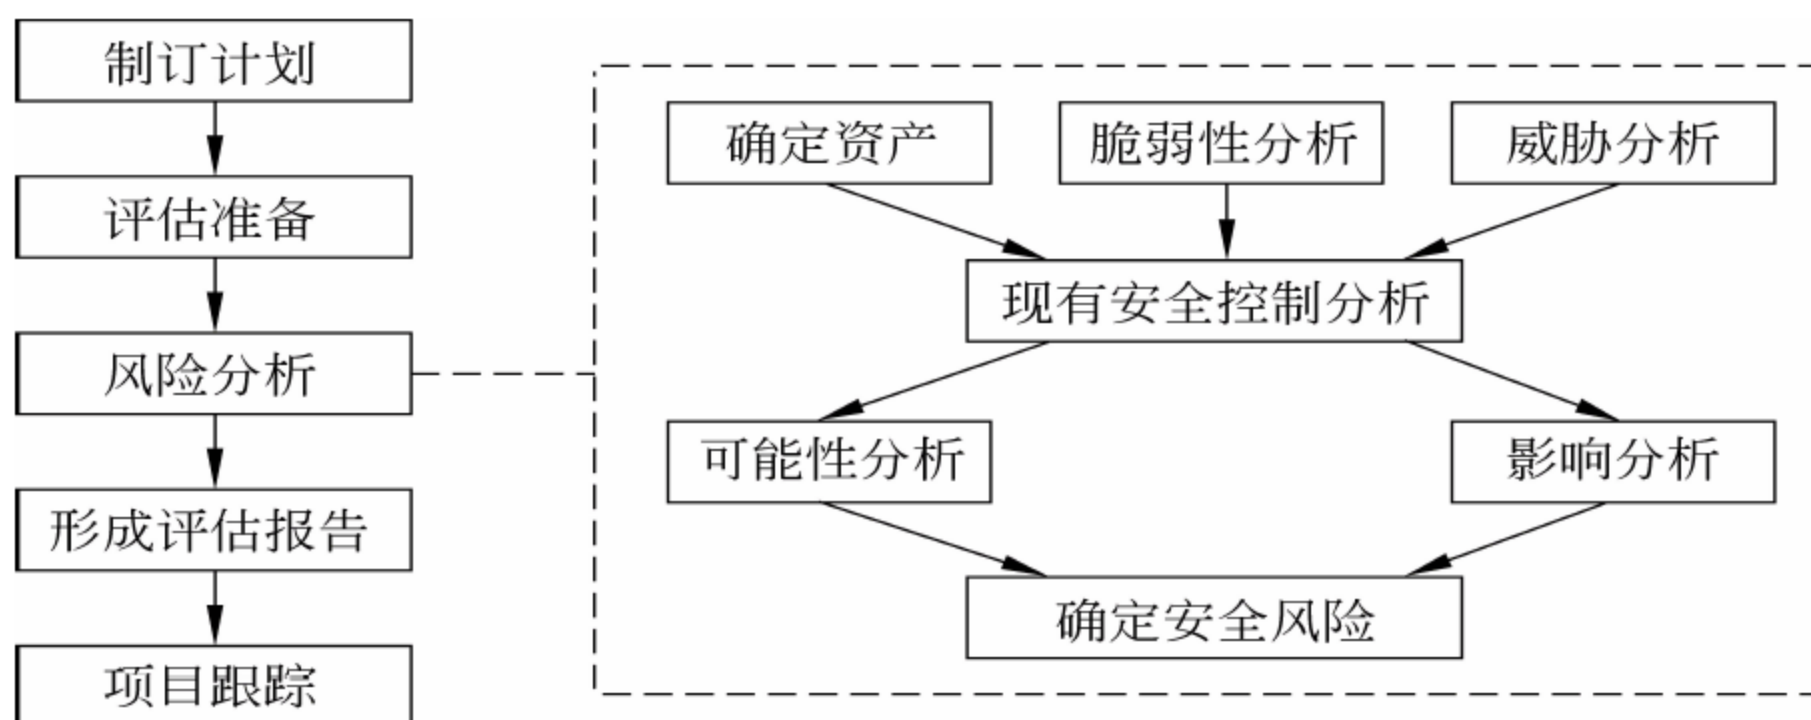 制订计划
评估准备
风险分析
形成评估报告
项目跟踪
确定资产
脆弱性分析
威胁分析
现有安全控制分析
可能性分析
影响分析
确定安全风险